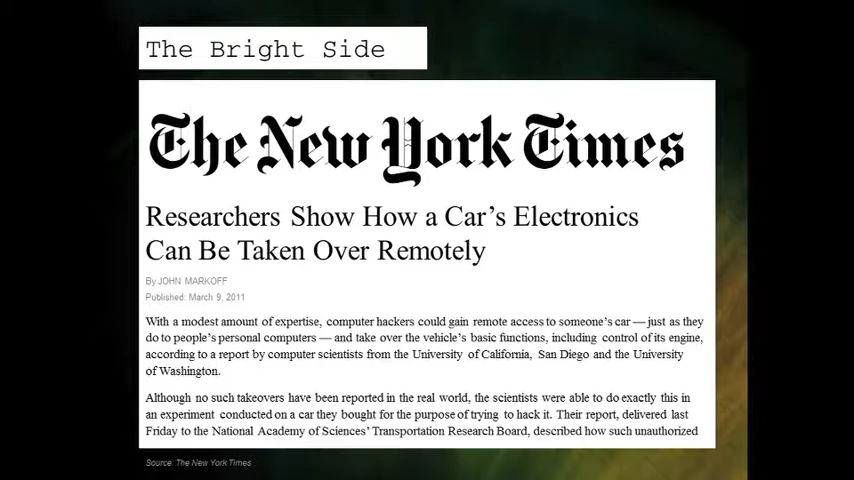 The Bright Side
The New York Times
Researchers Show How a Car's Electronics
Can Be Taken Over Remotely
By JOHN MARKOFF
Published: March 9, 2011
With a modest amount of expertise, computer hackers could gain remote access to someone's car — just as they
do to people's personal computers — and take over the vehicle's basic functions, including control of its engine,
according to a report by computer scientists from the University of California, San Diego and the University
of Washington.
Although no such takeovers have been reported in the real world, the scientists were able to do exactly this in
an experiment conducted on a car they bought for the purpose of trying to hack it. Their report, delivered last
Friday to the National Academy of Sciences' Transportation Research Board, described how such unauthorized
Source: The New York Times